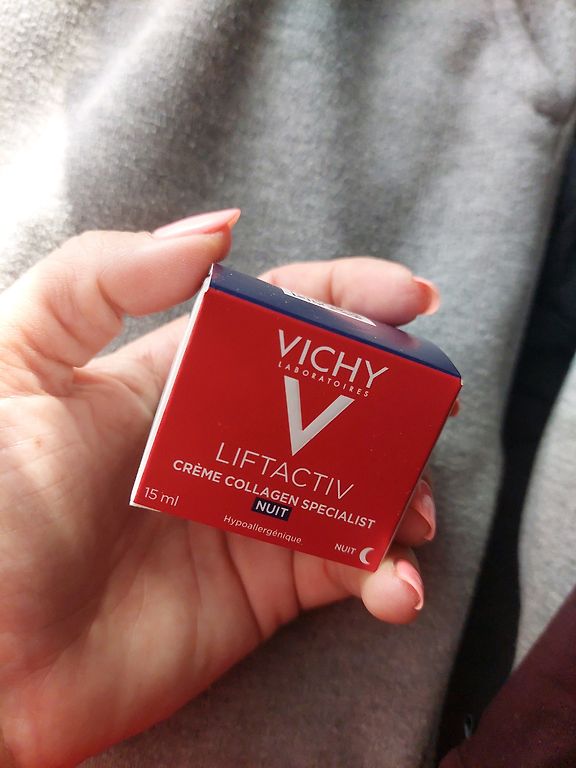 VICHY
LABORATOIRES
V
LIFTACTIV
CRÈME COLLAGEN SPECIALIST
NUIT
15 ml
Hypoallergénique
NUIT